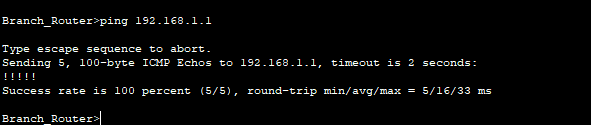 Branch_Router>ping 192.168.1.1
Type escape sequence to abort.
Sending 5, 100-byte ICMP Echos to 192.168.1.1, timeout is 2 seconds:
!!!!!
Success rate is 100 percent (5/5), round-trip min/avg/max = 5/16/33 ms
Branch_Router>